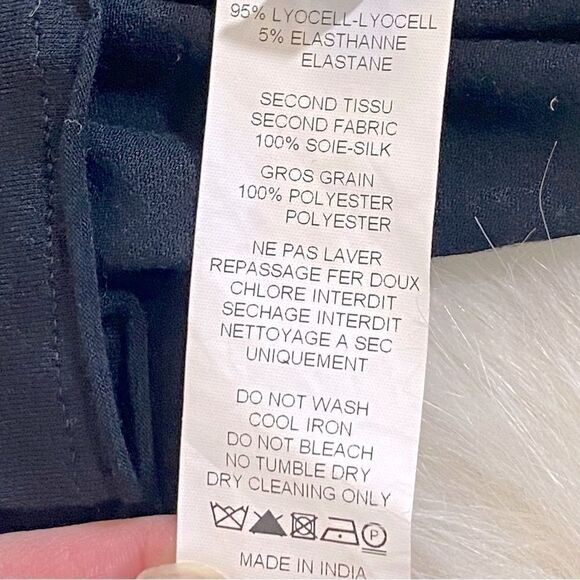 95% LYOCELL-LYOCELL
5% ELASTHANNE
ELASTANE
SECOND TISSU
SECOND FABRIC
100% SOIE-SILK
GROS GRAIN
100% POLYESTER
POLYESTER
NE PAS LAVER
REPASSAGE FER DOUX
CHLORE INTERDIT
SECHAGE INTERDIT
NETTOYAGE A SEC
UNIQUEMENT
DO NOT WASH
COOL IRON
DO NOT BLEACH
NO TUMBLE DRY
DRY CLEANING ONLY
P
MADE IN INDIA